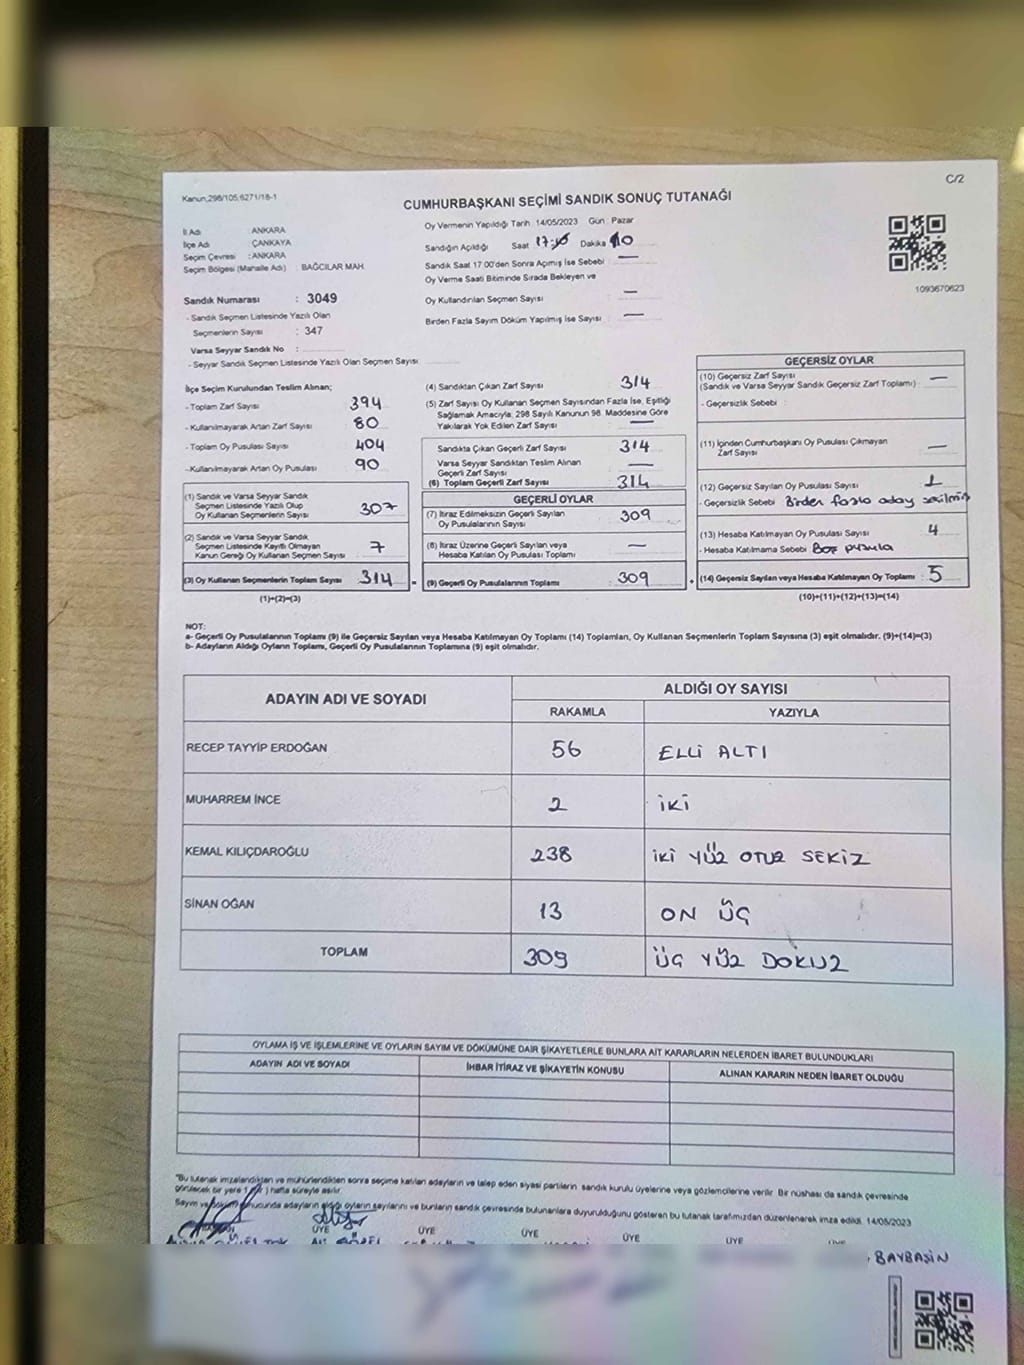 C/2
Kanun,298/105,6271/18-1
CUMHURBAŞKANI SEÇİMİ SANDIK SONUÇ TUTANAĞI
İl Adı ANKARA
İlçe Adı ÇANKAYA
Seçim Çevresi : ANKARA
Seçim Bölgesi (Mahalle Adı) : BAĞCILAR MAH.
Sandık Numarası : 3049
- Sandık Seçmen Listesinde Yazılı Olan
Seçmenlerin Sayısı : 347
Varsa Seyyar Sandık No :
- Seyyar Sandık Seçmen Listesinde Yazılı Olan Seçmen Sayısı
Oy Vermenin Yapıldığı Tarih : 14/05/2023 Gün : Pazar
Sandığın Açıldığı Saat Dakika
Sandık Saat 17:00'den Sonra Açımış İse Sebebi : —
Oy Verme Saati Bitiminde Sırada Bekleyen ve
Oy Kullandırılan Seçmen Sayısı —
Birden Fazla Sayım Döküm Yapılmış İse Sayısı : —
1093670623
İlçe Seçim Kurulundan Teslim Alınan;
- Toplam Zarf Sayısı 394
- Kullanılmayarak Artan Zarf Sayısı 80
- Toplam Oy Pusulası Sayısı 404
-Kullanılmayarak Artan Oy Pusulası 90
(1) Sandık ve Varsa Seyyar Sandık
Seçmen Listesinde Yazılı Olup
Oy Kullanan Seçmenlerin Sayısı 307
(2) Sandık ve Varsa Seyyar Sandık
Seçmen Listesinde Kayıtlı Olmayan
Kanun Gereği Oy Kullanan Seçmen Sayısı 7
(3) Oy Kullanan Seçmenlerin Toplam Sayısı 314 =
(1)+(2)=(3)
(4) Sandıktan Çıkan Zarf Sayısı 314
(5) Zarf Sayısı Oy Kullanan Seçmen Sayısından Fazla İse, Eşitliği
Sağlamak Amacıyla; 298 Sayılı Kanunun 98. Maddesine Göre
Yakılarak Yok Edilen Zarf Sayısı —
Sandıkta Çıkan Geçerli Zarf Sayısı 314
Varsa Seyyar Sandıktan Teslim Alınan
Geçerli Zarf Sayısı —
(6) Toplam Geçerli Zarf Sayısı 314
GEÇERLİ OYLAR
(7) İtiraz Edilmeksizin Geçerli Sayılan
Oy Pusulalarının Sayısı 309
(8) İtiraz Üzerine Geçerli Sayılan veya
Hesaba Katılan Oy Pusulası Toplamı —
(9) Geçerli Oy Pusulalarının Toplamı 309 +
GEÇERSİZ OYLAR
(10) Geçersiz Zarf Sayısı —
(Sandık ve Varsa Seyyar Sandık Geçersiz Zarf Toplamı)
- Geçersizlik Sebebi :
(11) İçinden Cumhurbaşkanı Oy Pusulası Çıkmayan
Zarf Sayısı —
(12) Geçersiz Sayılan Oy Pusulası Sayısı 1
- Geçersizlik Sebebi Birden fazla aday seçilmiş
(13) Hesaba Katılmayan Oy Pusulası Sayısı 4
- Hesaba Katılmama Sebebi Boş pusula
(14) Geçersiz Sayılan veya Hesaba Katılmayan Oy Toplamı : 5
(10)+(11)+(12)+(13)=(14)
NOT:
a- Geçerli Oy Pusulalarının Toplamı (9) ile Geçersiz Sayılan veya Hesaba Katılmayan Oy Toplamı (14) Toplamları, Oy Kullanan Seçmenlerin Toplam Sayısına (3) eşit olmalıdır. (9)+(14)=(3)
b- Adayların Aldığı Oyların Toplamı, Geçerli Oy Pusulalarının Toplamına (9) eşit olmalıdır.
ADAYIN ADI VE SOYADI ALDIĞI OY SAYISI
RAKAMLA YAZIYLA
RECEP TAYYİP ERDOĞAN 56 ELLİ ALTI
MUHARREM İNCE 2 İKİ
KEMAL KILIÇDAROĞLU 238 İKİ YÜZ OTUZ SEKİZ
SİNAN OĞAN 13 ON ÜÇ
TOPLAM 309 ÜÇ YÜZ DOKUZ
OYLAMA İŞ VE İŞLEMLERİNE VE OYLARIN SAYIM VE DÖKÜMÜNE DAİR ŞİKAYETLERLE BUNLARA AİT KARARLARIN NELERDEN İBARET BULUNDUKLARI
ADAYIN ADI VE SOYADI İHBAR İTİRAZ VE ŞİKAYETİN KONUSU ALINAN KARARIN NEDEN İBARET OLDUĞU
"Bu tutanak imzalandıktan ve mühürlendikten sonra seçime katılan adayların ve talep eden siyasi partilerin sandık kurulu üyelerine veya gözlemcilerine verilir. Bir nüshası da sandık çevresinde
görülecek bir yere 1 hafta süreyle asılır.
Sayım ve sonucunda adayların aldığı oyların sayılarını ve bunların sandık çevresinde bulunanlara duyurulduğunu gösteren bu tutanak tarafımızdan düzenlenerek imza edildi. 14/05/2023
ÜYE ÜYE ÜYE ÜYE ÜYE
BAYBAŞİN